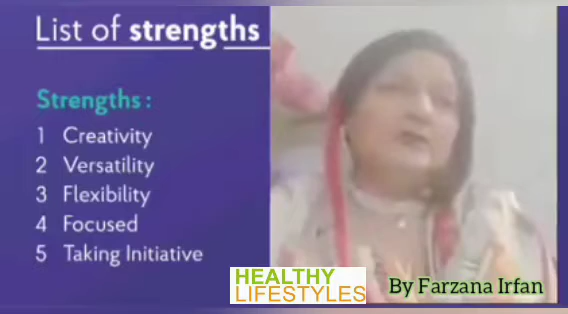 List of strengths
Strengths :
1 Creativity
2 Versatility
3 Flexibility
4 Focused
5 Taking Initiative
HEALTHY
LIFESTYLES
By Farzana Irfan